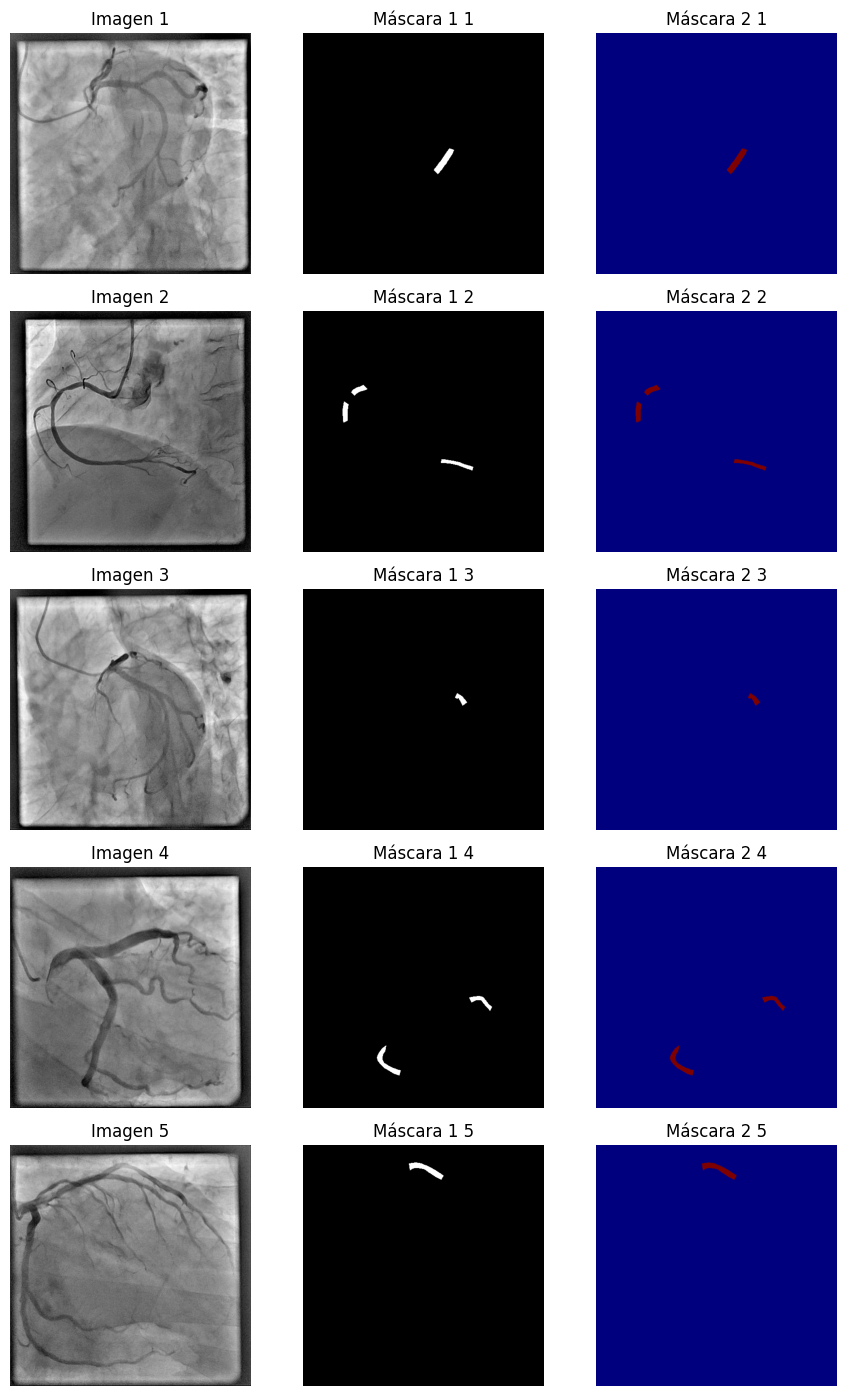 Imagen 1
Máscara 1 1
Máscara 2 1
Imagen 2
Máscara 1 2
Máscara 2 2
Imagen 3
Máscara 1 3
Máscara 2 3
Imagen 4
Máscara 1 4
Máscara 2 4
Imagen 5
Máscara 1 5
Máscara 2 5